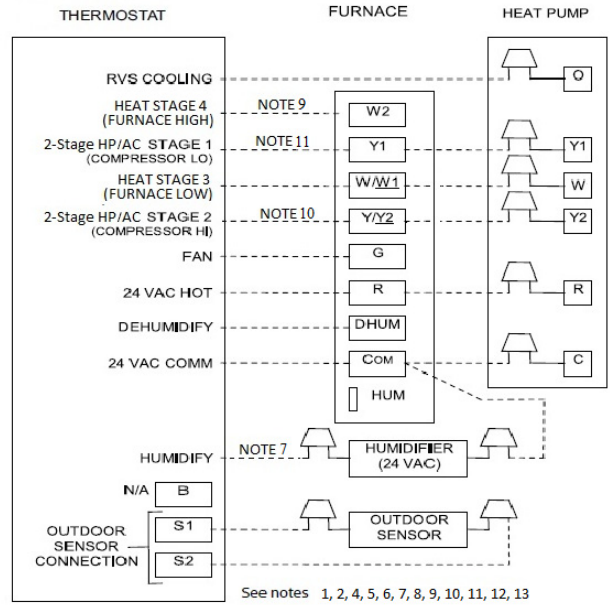 THERMOSTAT FURNACE HEAT PUMP
RVS COOLING O
HEAT STAGE 4 NOTE 9 W2
(FURNACE HIGH)
2-Stage HP/AC STAGE 1 NOTE 11 Y1 Y1
(COMPRESSOR LO)
HEAT STAGE 3 W/W1 W
(FURNACE LOW)
2-Stage HP/AC STAGE 2 NOTE 10 Y/Y2 Y2
(COMPRESSOR HI)
FAN G
24 VAC HOT R R
DEHUMIDIFY DHUM
24 VAC COMM COM C
HUM
HUMIDIFY NOTE 7 HUMIDIFIER
(24 VAC)
N/A B
OUTDOOR
SENSOR
CONNECTION
S1
S2
OUTDOOR
SENSOR
See notes 1, 2, 4, 5, 6, 7, 8, 9, 10, 11, 12, 13